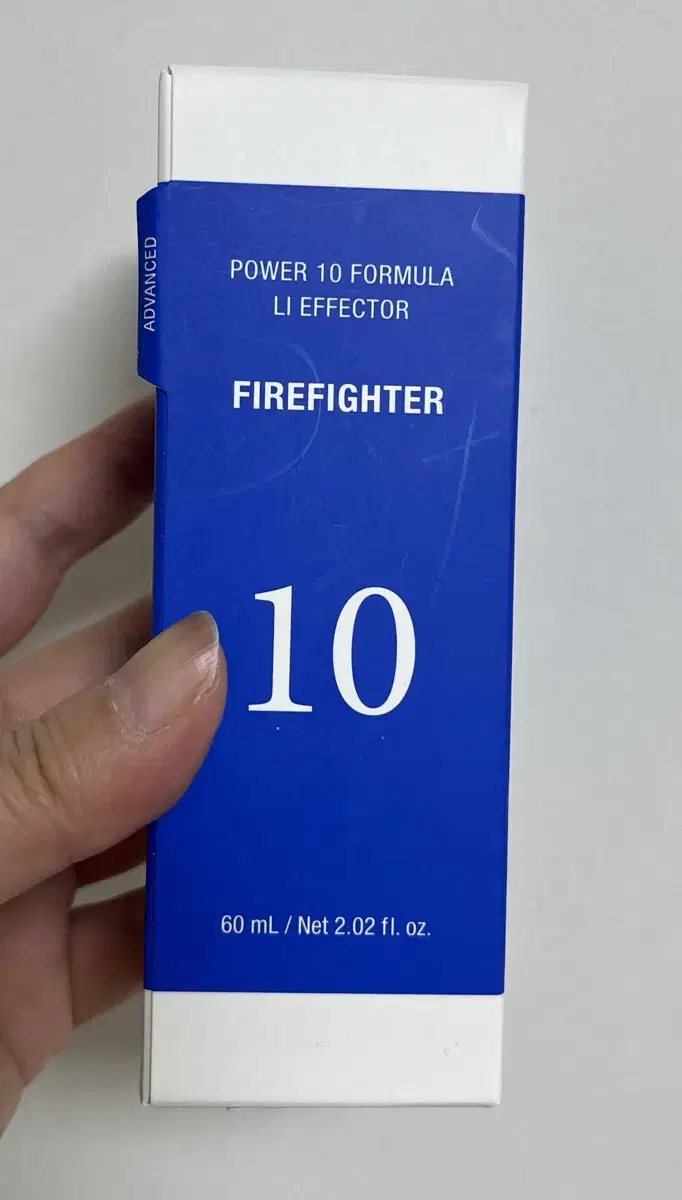 ADVANCED
POWER 10 FORMULA
LI EFFECTOR
FIREFIGHTER
10
60 mL / Net 2.02 fl. oz.